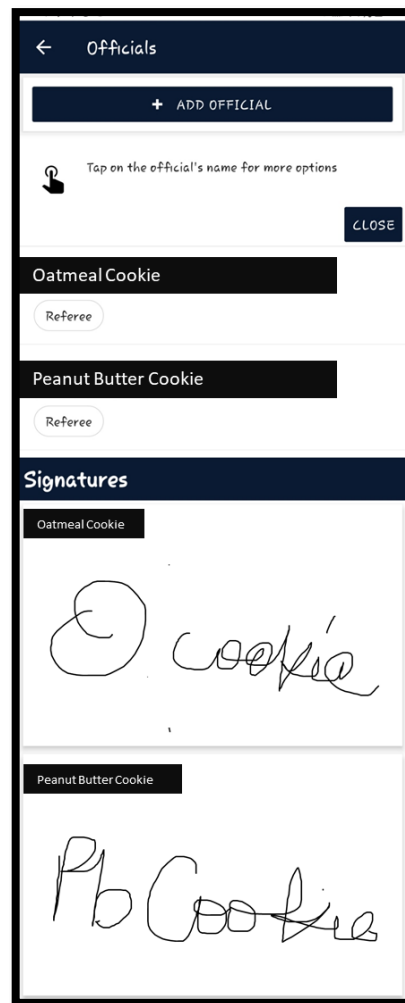 Officials
+ ADD OFFICIAL
Tap on the official's name for more options
CLOSE
Oatmeal Cookie
Referee
Peanut Butter Cookie
Referee
Signatures
Oatmeal Cookie
O cookie
Peanut Butter Cookie
Pb Cookie